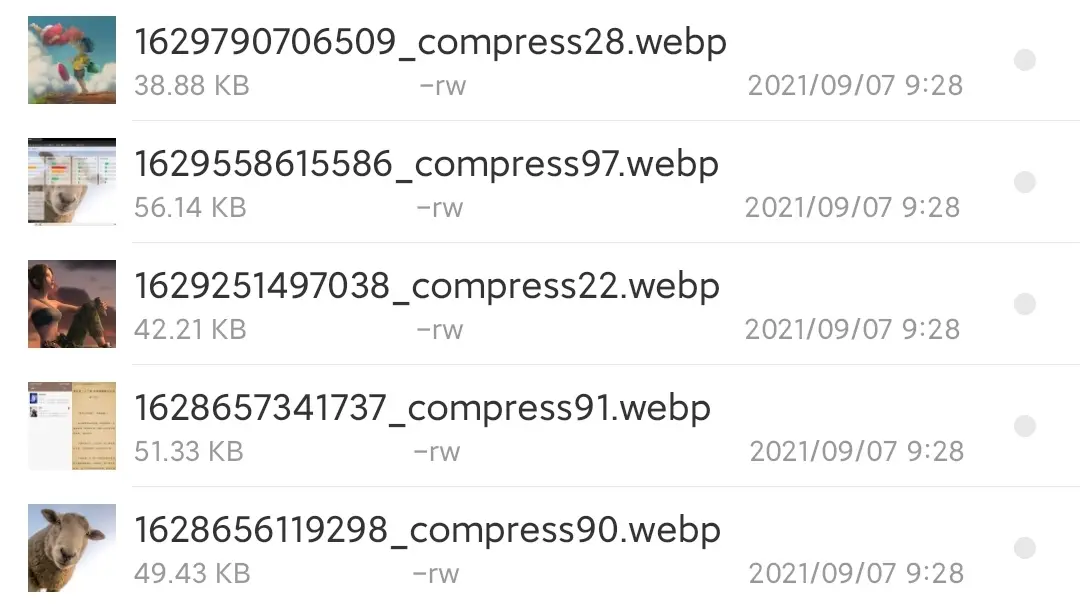 1629790706509_compress28.webp
38.88 KB -rw 2021/09/07 9:28
1629558615586_compress97.webp
56.14 KB -rw 2021/09/07 9:28
1629251497038_compress22.webp
42.21 KB -rw 2021/09/07 9:28
1628657341737_compress91.webp
51.33 KB -rw 2021/09/07 9:28
1628656119298_compress90.webp
49.43 KB -rw 2021/09/07 9:28